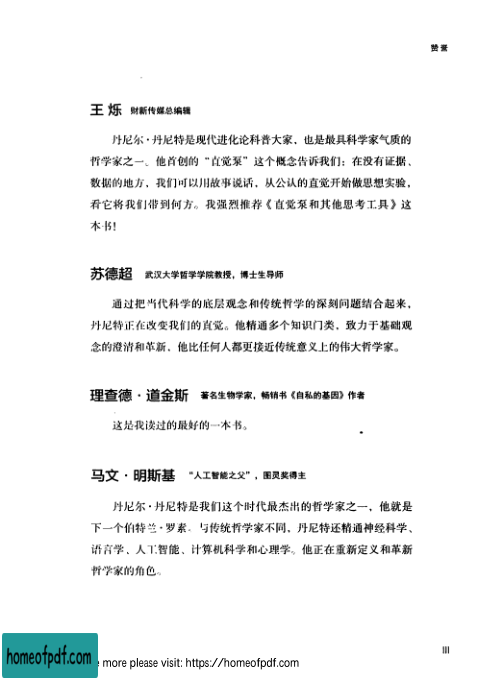 赞誉
王 烁 财新传媒总编辑
丹尼尔·丹尼特是现代进化论科普大家，也是最具科学家气质的
哲学家之一。他首创的“直觉泵”这个概念告诉我们：在没有证据、
数据的地方，我们可以用故事说话，从公认的直觉开始做思想实验，
看它将我们带到何方。我强烈推荐《直觉泵和其他思考工具》这
本书！
苏德超 武汉大学哲学学院教授，博士生导师
通过把当代科学的底层观念和传统哲学的深刻问题结合起来，
丹尼特正在改变我们的直觉。他精通多个知识门类，致力于基础观
念的澄清和革新，他比任何人都更接近传统意义上的伟大哲学家。
理查德·道金斯 著名生物学家，畅销书《自私的基因》作者
这是我读过的最好的一本书。
马文·明斯基 “人工智能之父”，图灵奖得主
丹尼尔·丹尼特是我们这个时代最杰出的哲学家之一，他就是
下一个伯特兰·罗素。与传统哲学家不同，丹尼特还精通神经科学、
语言学、人工智能、计算机科学和心理学。他正在重新定义和革新
哲学家的角色。
III
homeofpdf.com
more please visit: https://homeofpdf.com